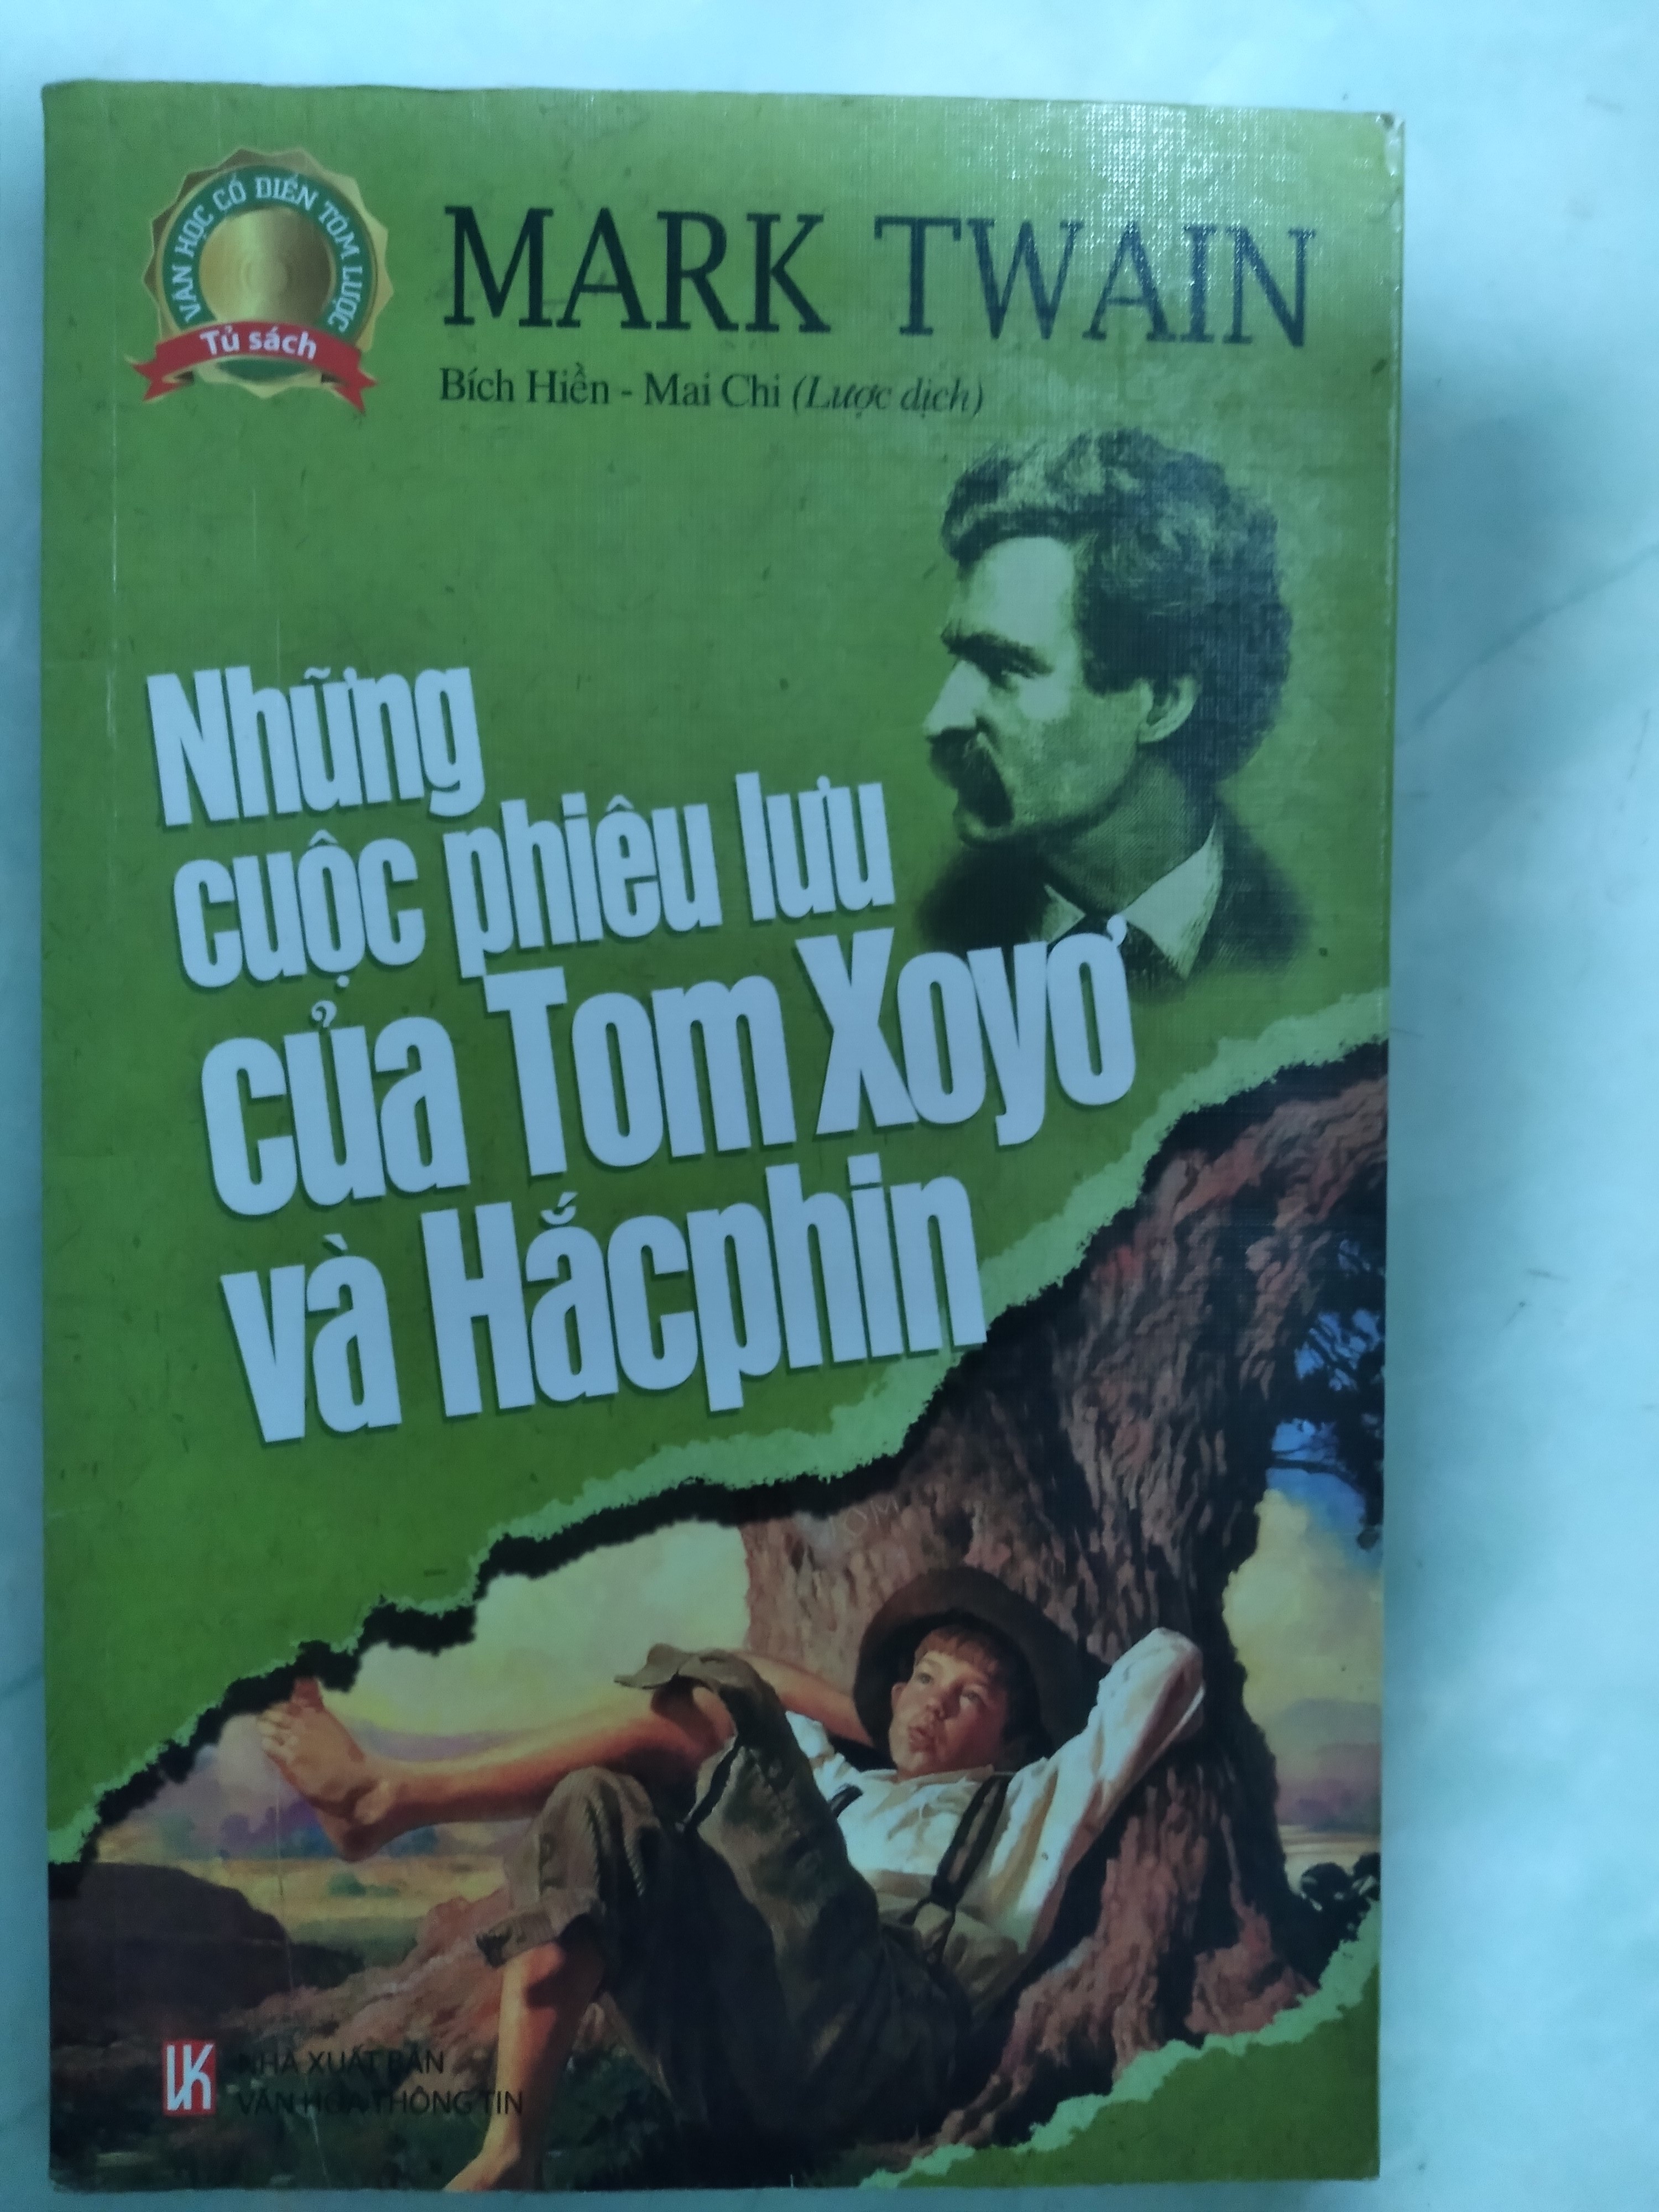 VĂN HỌC CỔ ĐIỂN TÓM LƯỢC
Tủ sách
MARK TWAIN
Bích Hiền - Mai Chi (Lược dịch)
Những
cuộc phiêu lưu
của Tom Xoyơ
và Hắcphin
TOM
NHÀ XUẤT BẢN
VĂN HÓA THÔNG TIN